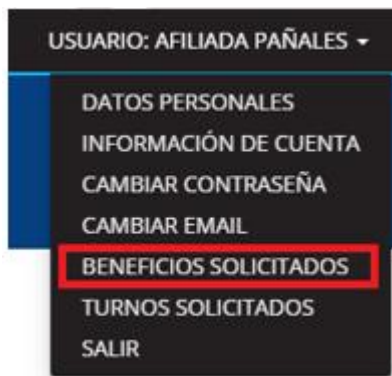 USUARIO: AFILIADA PAÑALES
DATOS PERSONALES
INFORMACIÓN DE CUENTA
CAMBIAR CONTRASEÑA
CAMBIAR EMAIL
BENEFICIOS SOLICITADOS
TURNOS SOLICITADOS
SALIR